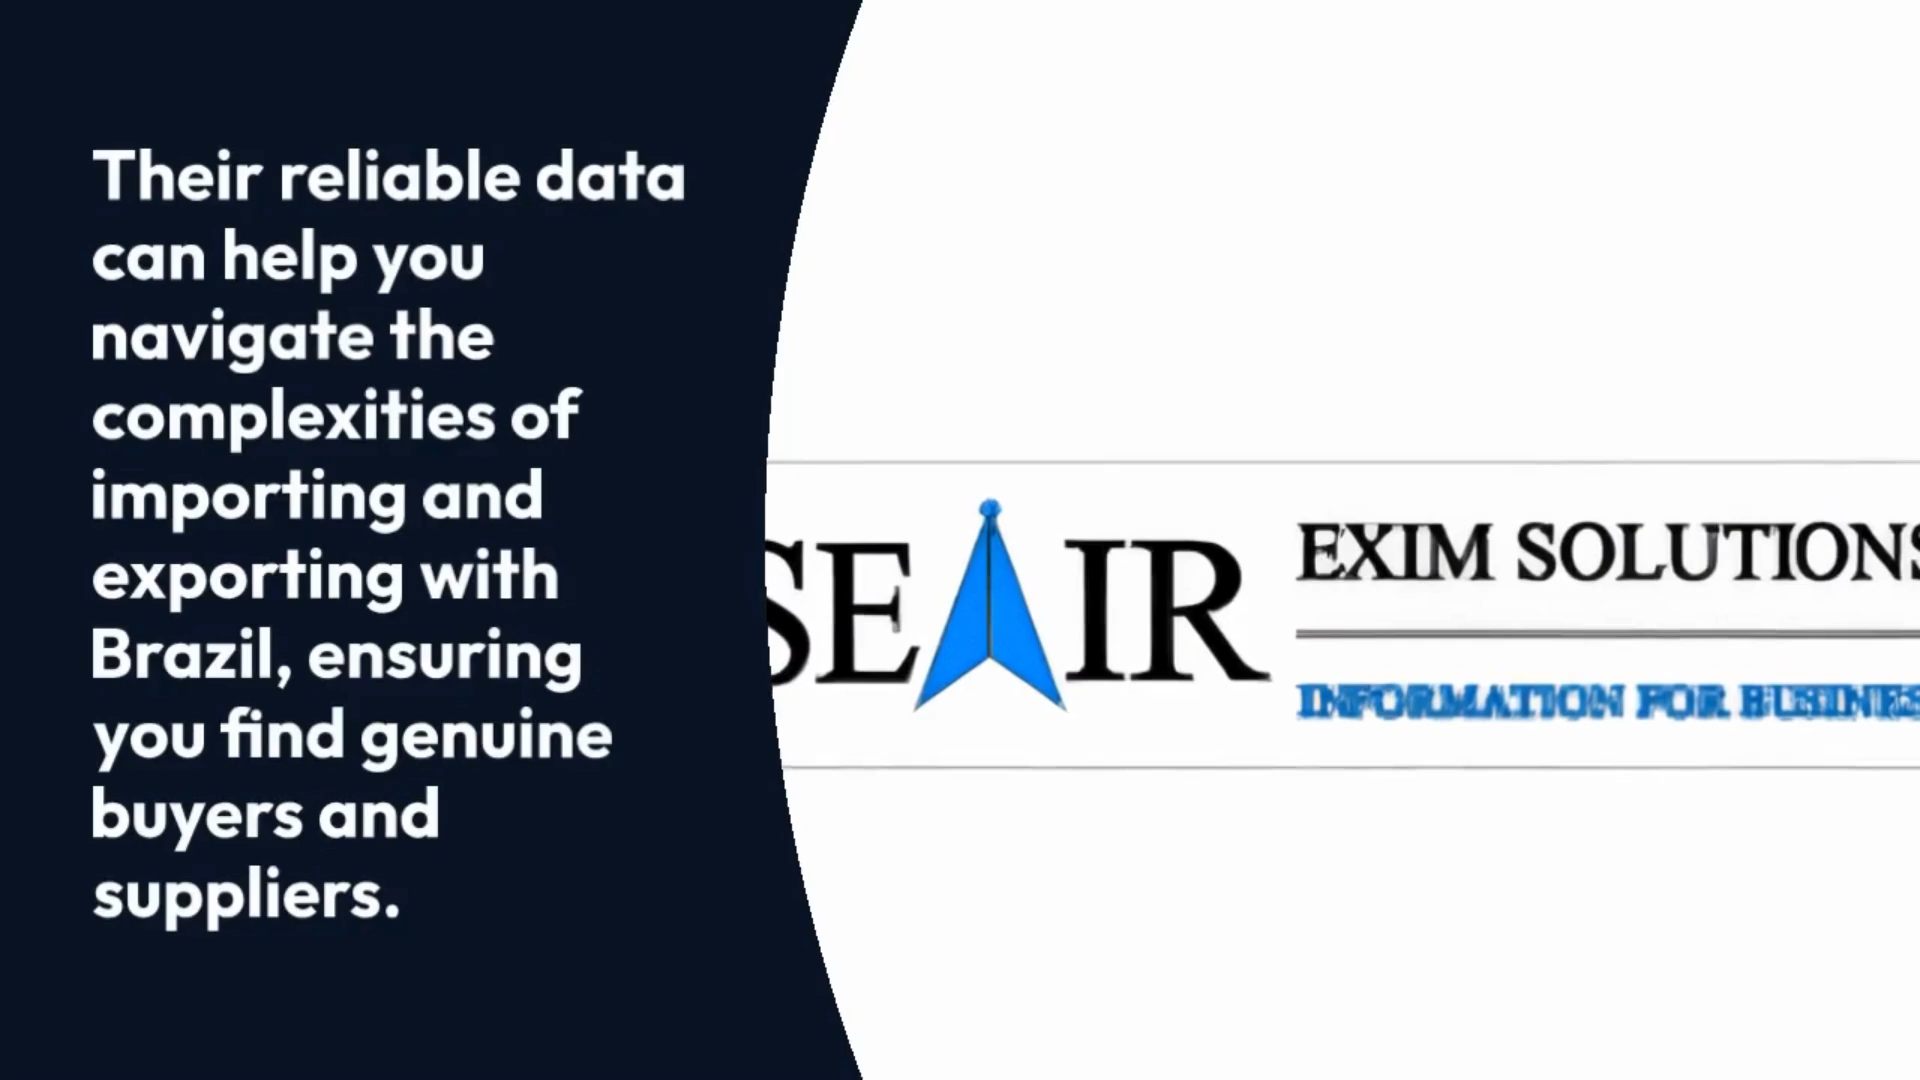 Their reliable data
can help you
navigate the
complexities of
importing and
exporting with
Brazil, ensuring
you find genuine
buyers and
suppliers.
SEAIR
EXIM SOLUTIONS
INFORMATION FOR BUSINES